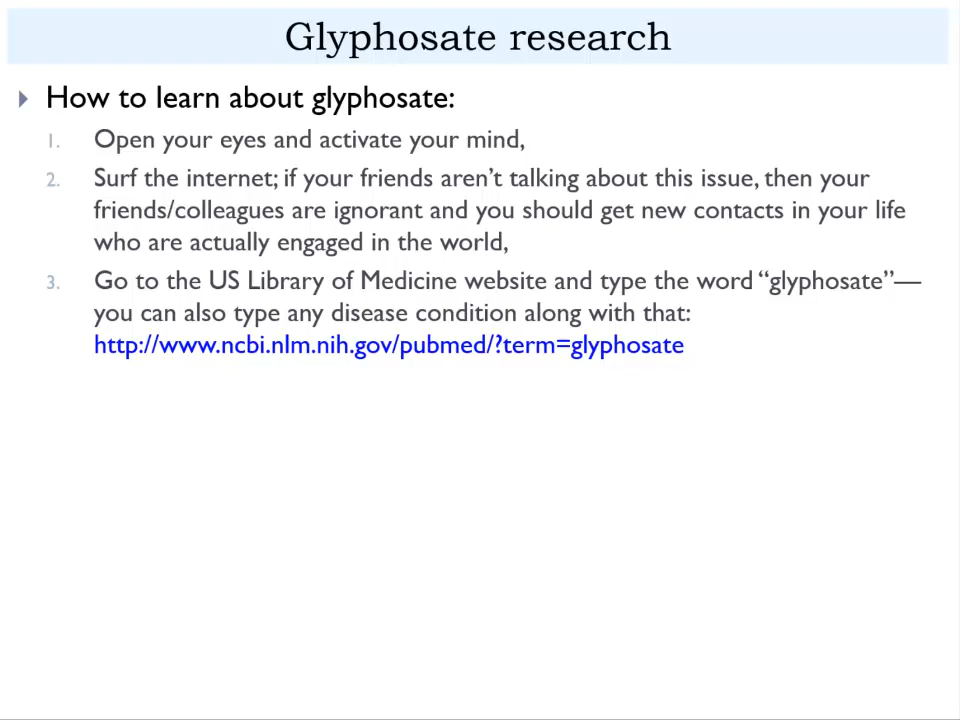 Glyphosate research
How to learn about glyphosate:
1. Open your eyes and activate your mind,
2. Surf the internet; if your friends aren’t talking about this issue, then your
friends/colleagues are ignorant and you should get new contacts in your life
who are actually engaged in the world,
3. Go to the US Library of Medicine website and type the word “glyphosate”—
you can also type any disease condition along with that:
http://www.ncbi.nlm.nih.gov/pubmed/?term=glyphosate